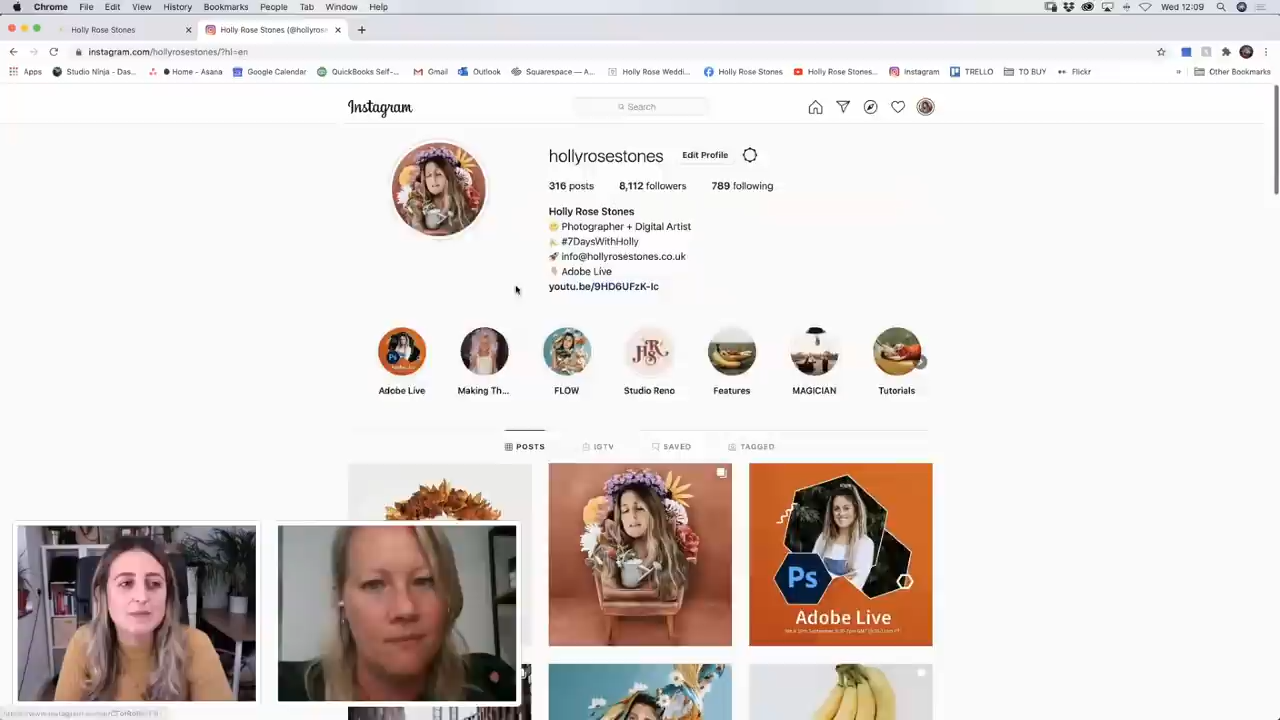 Chrome File Edit View History Bookmarks People Tab Window Help Wed 12:09
Holly Rose Stones Holly Rose Stones (@hollyroses
instagram.com/hollyrosestones/?hl=en
Apps Studio Ninja - Das... Home - Asana Google Calendar QuickBooks Self-... Gmail Outlook Squarespace — A... Holly Rose Weddi... Holly Rose Stones Holly Rose Stones... Instagram TRELLO TO BUY Flickr » Other Bookmarks
Instagram Search
hollyrosestones Edit Profile
316 posts 8,112 followers 789 following
Holly Rose Stones
Photographer + Digital Artist
#7DaysWithHolly
info@hollyrosestones.co.uk
Adobe Live
youtu.be/9HD6UFzK-Ic
Adobe Live Making Th... FLOW Studio Reno Features MAGICIAN Tutorials
POSTS IGTV SAVED TAGGED
Ps
Adobe Live